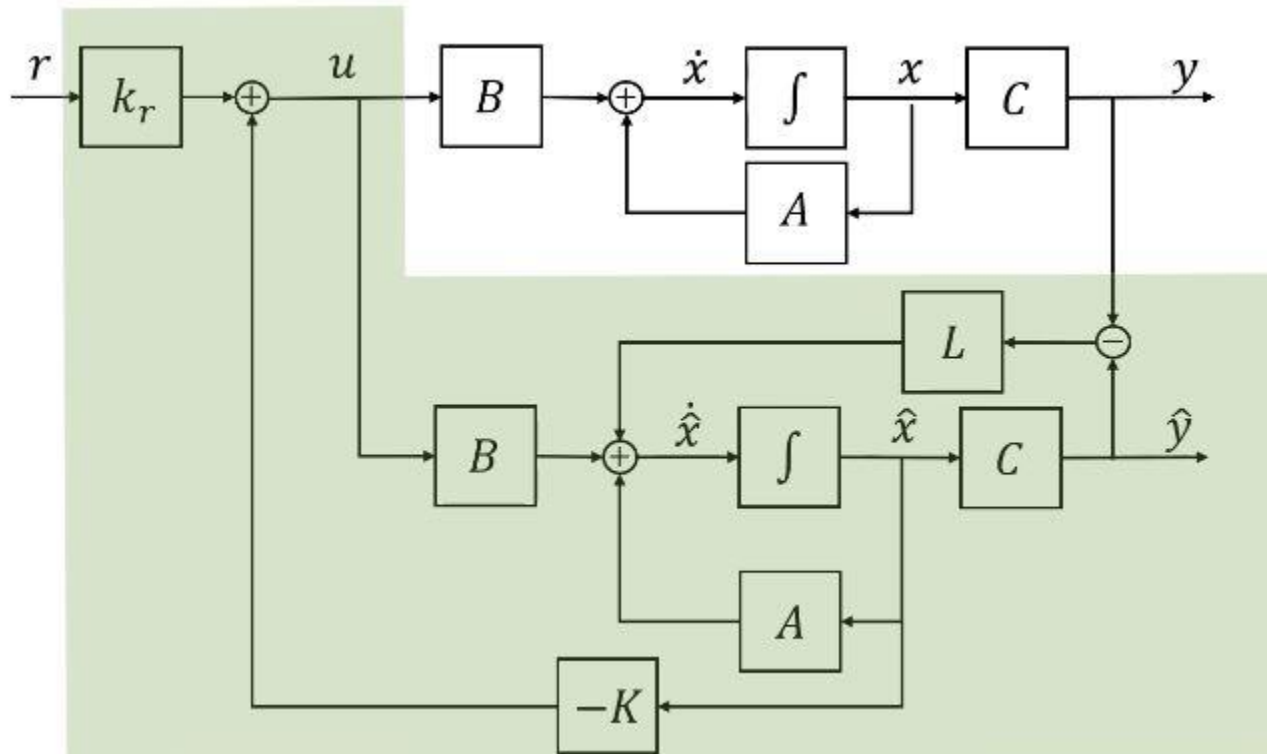 r k_r + u B + ẋ ∫ x C y
A
L −
B + x̂̇ ∫ x̂ C ŷ
A
−K